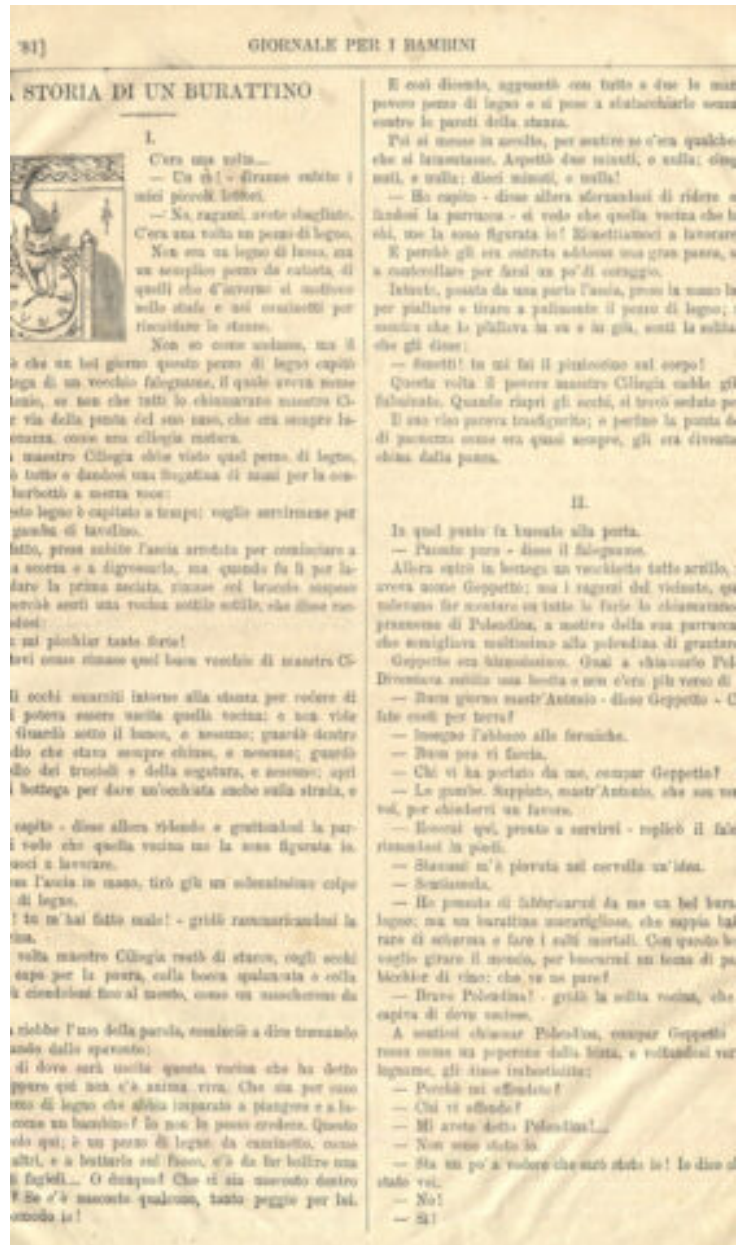 '81]
GIORNALE PER I BAMBINI
STORIA DI UN BURATTINO
I.
C'era una volta....
— Un re! - diranno subito i
miei piccoli lettori.
— No, ragazzi, avete sbagliato.
C'era una volta un pezzo di legno.
Non era un legno di lusso, ma
un semplice pezzo da catasta, di
quelli che d'inverno si mettono
nelle stufe e nei caminetti per
riscaldare le stanze.
Non so come andasse, ma il
è che un bel giorno questo pezzo di legno capitò
di un vecchio falegname, il quale aveva nome
se non che tutti lo chiamavano maestro Ci-
via della punta del suo naso, che era sempre lu-
come una ciliegia matura.
maestro Ciliegia ebbe visto quel pezzo di legno,
tutto e dandosi una fregatina di mani per la con-
borbottò a mezza voce:
legno è capitato a tempo; voglio servirmene per
gamba di tavolino.
prese subito l'ascia arrotata per cominciare a
scorza e a digrossarlo, ma quando fu lì per la-
dare la prima asciata, rimase col braccio sospeso
perchè sentì una vocina sottile sottile, che disse rac-
mi picchiar tanto forte!
come rimase quel buon vecchio di maestro Ci-
occhi smarriti intorno alla stanza per vedere di
poteva essere uscita quella vocina; e non vide
Guardò sotto il banco, e nessuno; guardò dentro
che stava sempre chiuso, e nessuno; guardò
dei trucioli e della segatura, e nessuno; aprì
bottega per dare un'occhiata anche sulla strada, e
capito - disse allora ridendo e grattandosi la par-
vede che quella vocina me la sono figurata io.
a lavorare.
l'ascia in mano, tirò giù un solennissimo colpo
di legno.
! tu m'hai fatto male! - gridò rammaricandosi la
volta maestro Ciliegia restò di stucco, cogli occhi
capo per la paura, colla bocca spalancata e colla
ciondoloni fino al mento, come un mascherone da
riebbe l'uso della parola, cominciò a dire tremando
dallo spavento:
di dove sarà uscita questa vocina che ha detto
qui non c'è anima viva. Che sia per caso
di legno che abbia imparato a piangere e a la-
come un bambino? Io non lo posso credere. Questo
qui; è un pezzo di legno da caminetto, come
altri, e a buttarlo sul fuoco, c'è da far bollire una
fagioli.... O dunque? Che ci sia nascosto dentro
? Se c'è nascosto qualcuno, tanto peggio per lui.
io!
E così dicendo, agguantò con tutte e due le man
povero pezzo di legno e si pose a sbatacchiarlo senza
contro le pareti della stanza.
Poi si messe in ascolto, per sentire se c'era qualche
che si lamentasse. Aspettò due minuti, e nulla; cinq
nuti, e nulla; dieci minuti, e nulla!
— Ho capito - disse allora sforzandosi di ridere e
la parrucca - si vede che quella vocina che h
me la sono figurata io! Rimettiamoci a lavorare
E perchè gli era entrata addosso una gran paura, s
a canterellare per farsi un po' di coraggio.
Intanto, posata da una parte l'ascia, prese in mano la
per piallare e tirare a pulimento il pezzo di legno;
mentre che lo piallava in su e in giù, sentì la solita
che gli disse:
— Smetti! tu mi fai il pizzicorino sul corpo!
Questa volta il povero maestro Ciliegia cadde giù
fulminato. Quando riaprì gli occhi, si trovò seduto per
Il suo viso pareva trasfigurito; e perfino la punta de
di paonazza come era quasi sempre, gli era diventa
china dalla paura.
II.
In quel punto fu bussato alla porta.
— Passate pure - disse il falegname.
Allora entrò in bottega un vecchietto tutto arzillo,
aveva nome Geppetto; ma i ragazzi del vicinato, qua
volevano far montare su tutte le furie lo chiamavano
pranome di Polendina, a motivo della sua parrucca
che somigliava moltissimo alla polendina di granturc
Geppetto era bizzosissimo. Guai a chiamarlo Pole
Diventava subito una bestia e non c'era più verso di
— Buon giorno mastr'Antonio - disse Geppetto - C
fate costì per terra?
— Insegno l'abbaco alle formiche.
— Buon pro vi faccia.
— Chi vi ha portato da me, compar Geppetto?
— Le gambe. Sappiate, mastr'Antonio, che son ven
voi, per chiedervi un favore.
— Eccomi qui, pronto a servirvi - replicò il fale
rizzandosi in piedi.
— Stamani m'è piovuta nel cervello un'idea.
— Sentiamola.
— Ho pensato di fabbricarmi da me un bel bura
legno; ma un burattino maraviglioso, che sappia bal
rare di scherma e fare i salti mortali. Con questo bu
voglio girare il mondo, per buscarmi un tozzo di pa
bicchier di vino; che ve ne pare?
— Bravo Polendina! - gridò la solita vocina, che
capiva di dove uscisse.
A sentirsi chiamar Polendina, compar Geppetto
rosso come un peperone dalla bizza, e voltandosi ver
legname, gli disse imbestialito:
— Perchè mi offendete?
— Chi vi offende?
— Mi avete detto Polendina!...
— Non sono stato io.
— Sta un po' a vedere che sarò stato io! Io dico ch
stato voi.
— No!
— Sì!